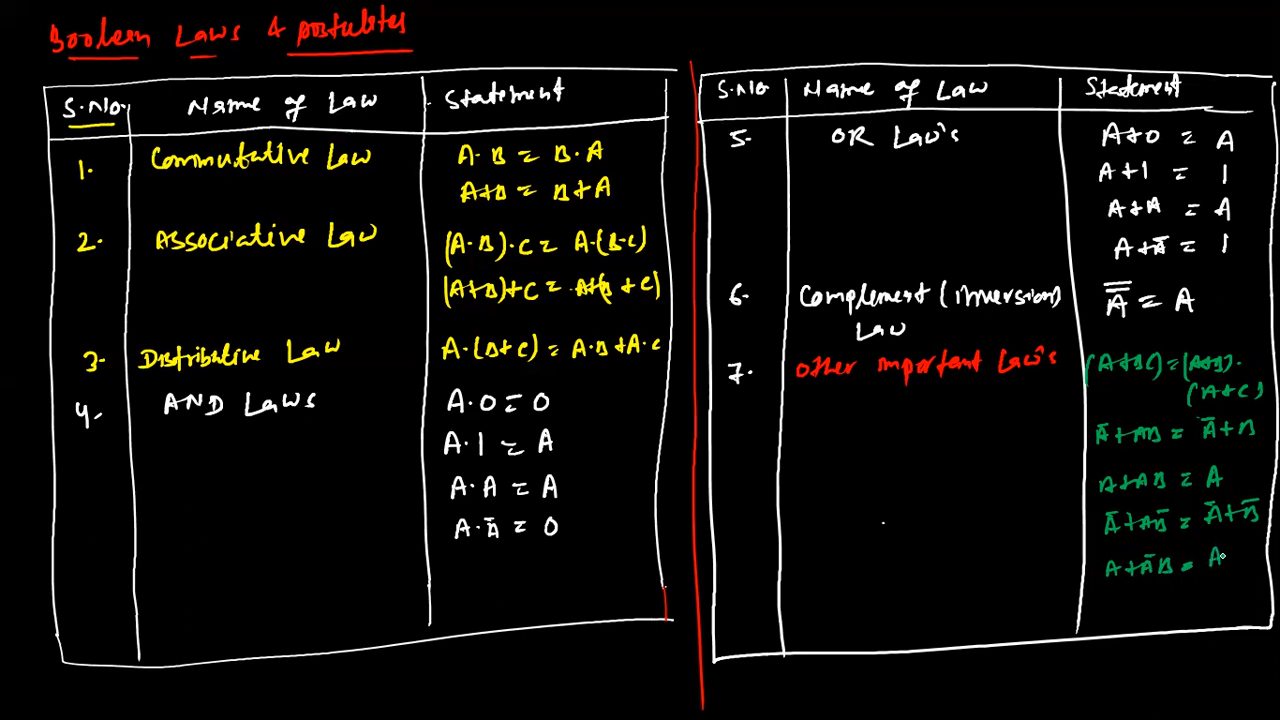 Boolean Laws & postulates
S.No. Name of Law Statement
1. Commutative Law A·B = B·A
A+B = B+A
2. Associative Law (A·B)·C = A·(B·C)
(A+B)+C = A+(B+C)
3. Distributive Law A·(B+C) = A·B+A·C
4. AND Laws A·0 = 0
A·1 = A
A·A = A
A·Ā = 0
S.No Name of Law Statement
5. OR Law's A+0 = A
A+1 = 1
A+A = A
A+Ā = 1
6. Complement (inversion) A̿ = A
Law
7. Other important Law's (A+BC) = (A+B)·
(A+C)
Ā+AB = Ā+B
A+AB = A
Ā+AB̄ = Ā+B̄
A+ĀB = A